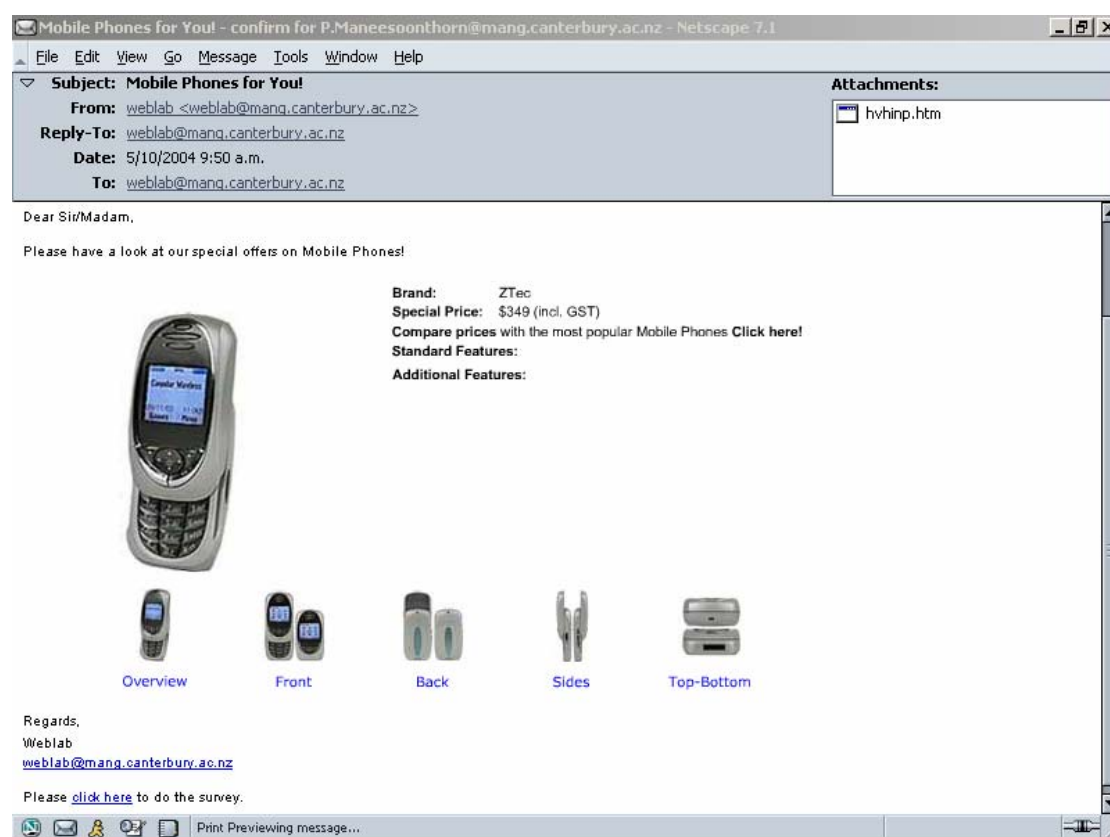 Mobile Phones for You! - confirm for P.Maneesoonthorn@mang.canterbury.ac.nz - Netscape 7.1
File Edit View Go Message Tools Window Help
Subject: Mobile Phones for You!
From: weblab <weblab@mang.canterbury.ac.nz>
Reply-To: weblab@mang.canterbury.ac.nz
Date: 5/10/2004 9:50 a.m.
To: weblab@mang.canterbury.ac.nz
Attachments:
hvhinp.htm
Dear Sir/Madam,
Please have a look at our special offers on Mobile Phones!
Brand: ZTec
Special Price: $349 (incl. GST)
Compare prices with the most popular Mobile Phones Click here!
Standard Features:
Additional Features:
Overview Front Back Sides Top-Bottom
Regards,
Weblab
weblab@mang.canterbury.ac.nz
Please click here to do the survey.
Print Previewing message...